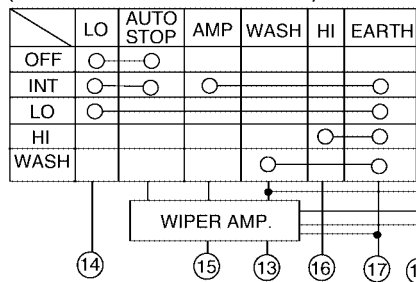 LO AUTO STOP AMP WASH HI EARTH
OFF
INT
LO
HI
WASH
WIPER AMP.
14 15 13 16 17